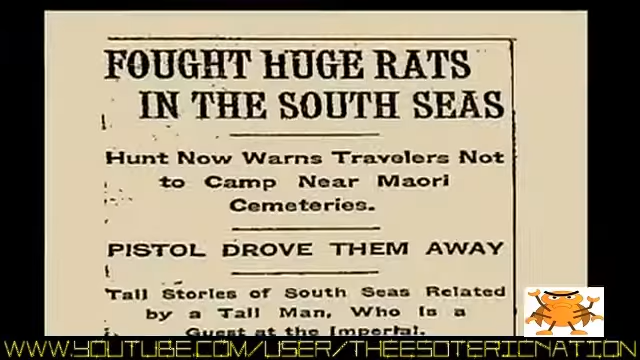 FOUGHT HUGE RATS
IN THE SOUTH SEAS
Hunt Now Warns Travelers Not
to Camp Near Maori
Cemeteries.
PISTOL DROVE THEM AWAY
Tall Stories of South Seas Related
by a Tall Man, Who Is a
Guest at the Imperial.
WWW.YOUTUBE.COM/USER/THEESOTERICNATION